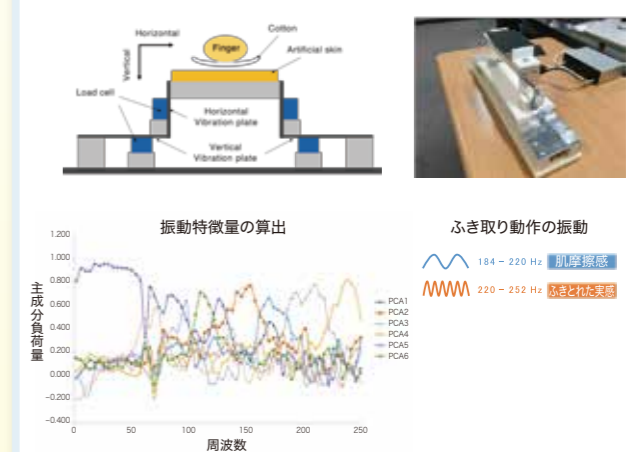 Horizontal
Vertical
Finger
Cotton
Artificial skin
Load cell
Horizontal
Vibration plate
Vertical
Vibration plate
振動特徴量の算出
主成分負荷量
1.200
1.000
0.800
0.600
0.400
0.200
0.000
-0.200
-0.400
0
50
100
150
200
250
周波数
PCA1
PCA2
PCA3
PCA4
PCA5
PCA6
ふき取り動作の振動
184 – 220 Hz 肌摩擦感
220 – 252 Hz ふきとれた実感